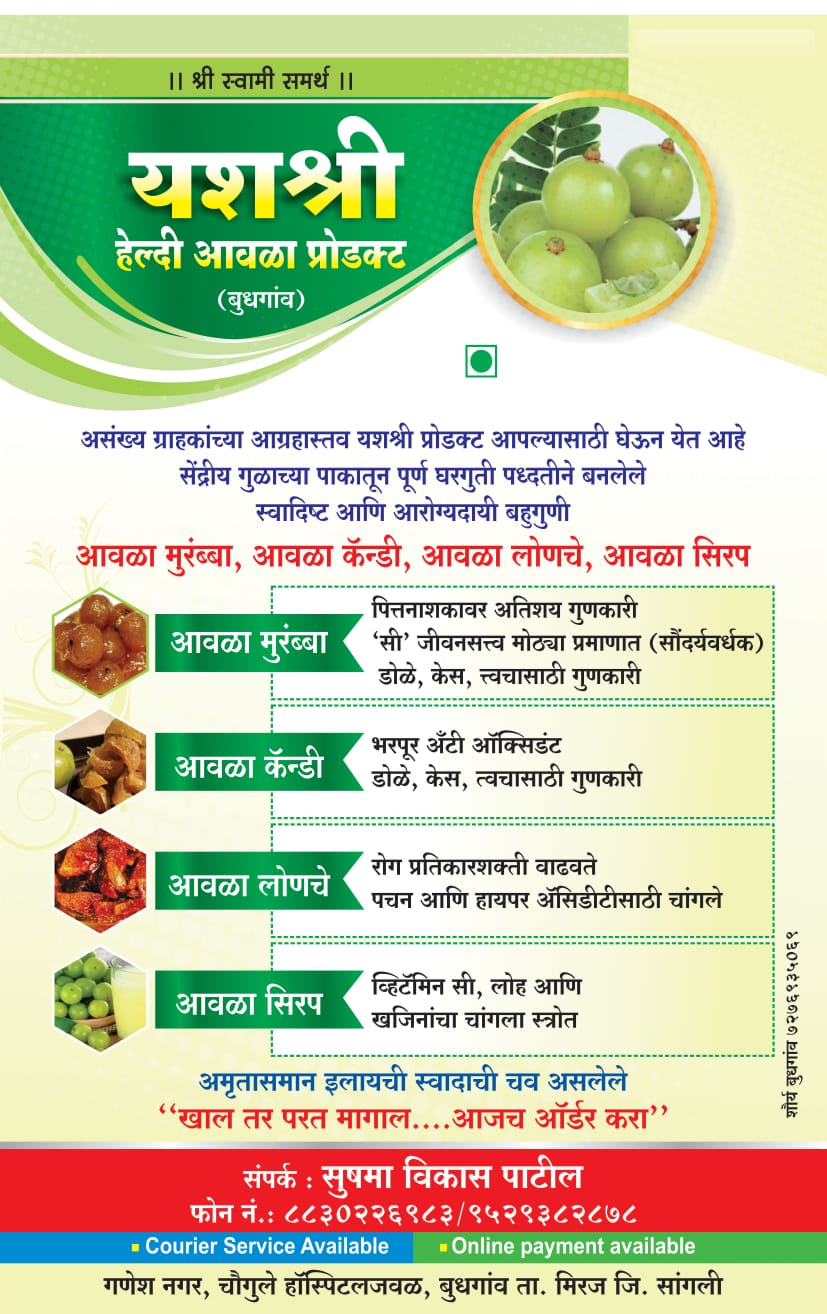 ।। श्री स्वामी समर्थ ।।
यशश्री
हेल्दी आवळा प्रोडक्ट
(बुधगांव)
असंख्य ग्राहकांच्या आग्रहास्तव यशश्री प्रोडक्ट आपल्यासाठी घेऊन येत आहे
सेंद्रीय गुळाच्या पाकातून पूर्ण घरगुती पध्दतीने बनलेले
स्वादिष्ट आणि आरोग्यदायी बहुगुणी
आवळा मुरंब्बा, आवळा कॅन्डी, आवळा लोणचे, आवळा सिरप
आवळा मुरंब्बा
पित्तनाशकावर अतिशय गुणकारी
‘सी’ जीवनसत्त्व मोठ्या प्रमाणात (सौंदर्यवर्धक)
डोळे, केस, त्त्वचासाठी गुणकारी
आवळा कॅन्डी
भरपूर अँटी ऑक्सिडंट
डोळे, केस, त्वचासाठी गुणकारी
आवळा लोणचे
रोग प्रतिकारशक्ती वाढवते
पचन आणि हायपर ॲसिडीटीसाठी चांगले
आवळा सिरप
व्हिटॅमिन सी, लोह आणि
खजिनांचा चांगला स्त्रोत
अमृतासमान इलायची स्वादाची चव असलेले
‘‘खाल तर परत मागाल....आजच ऑर्डर करा’’
शौर्य बुधगांव ७२७६९३५०६९
संपर्क : सुषमा विकास पाटील
फोन नं.: ८८३०२२६९८३/९५२९३८२८७८
▪ Courier Service Available ▪ Online payment available
गणेश नगर, चौगुले हॉस्पिटलजवळ, बुधगांव ता. मिरज जि. सांगली